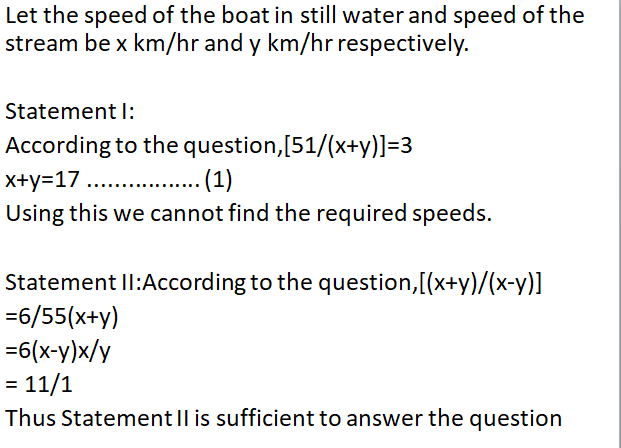 Let the speed of the boat in still water and speed of the
stream be x km/hr and y km/hr respectively.
Statement I:
According to the question,[51/(x+y)]=3
x+y=17 ................. (1)
Using this we cannot find the required speeds.
Statement II:According to the question,[(x+y)/(x-y)]
=6/55(x+y)
=6(x-y)x/y
= 11/1
Thus Statement II is sufficient to answer the question